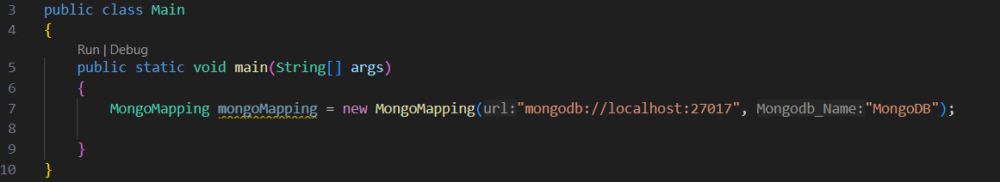 3 public class Main
4 {
Run | Debug
5 public static void main(String[] args)
6 {
7 MongoMapping mongoMapping = new MongoMapping(url:"mongodb://localhost:27017", Mongodb_Name:"MongoDB");
8
9 }
10 }